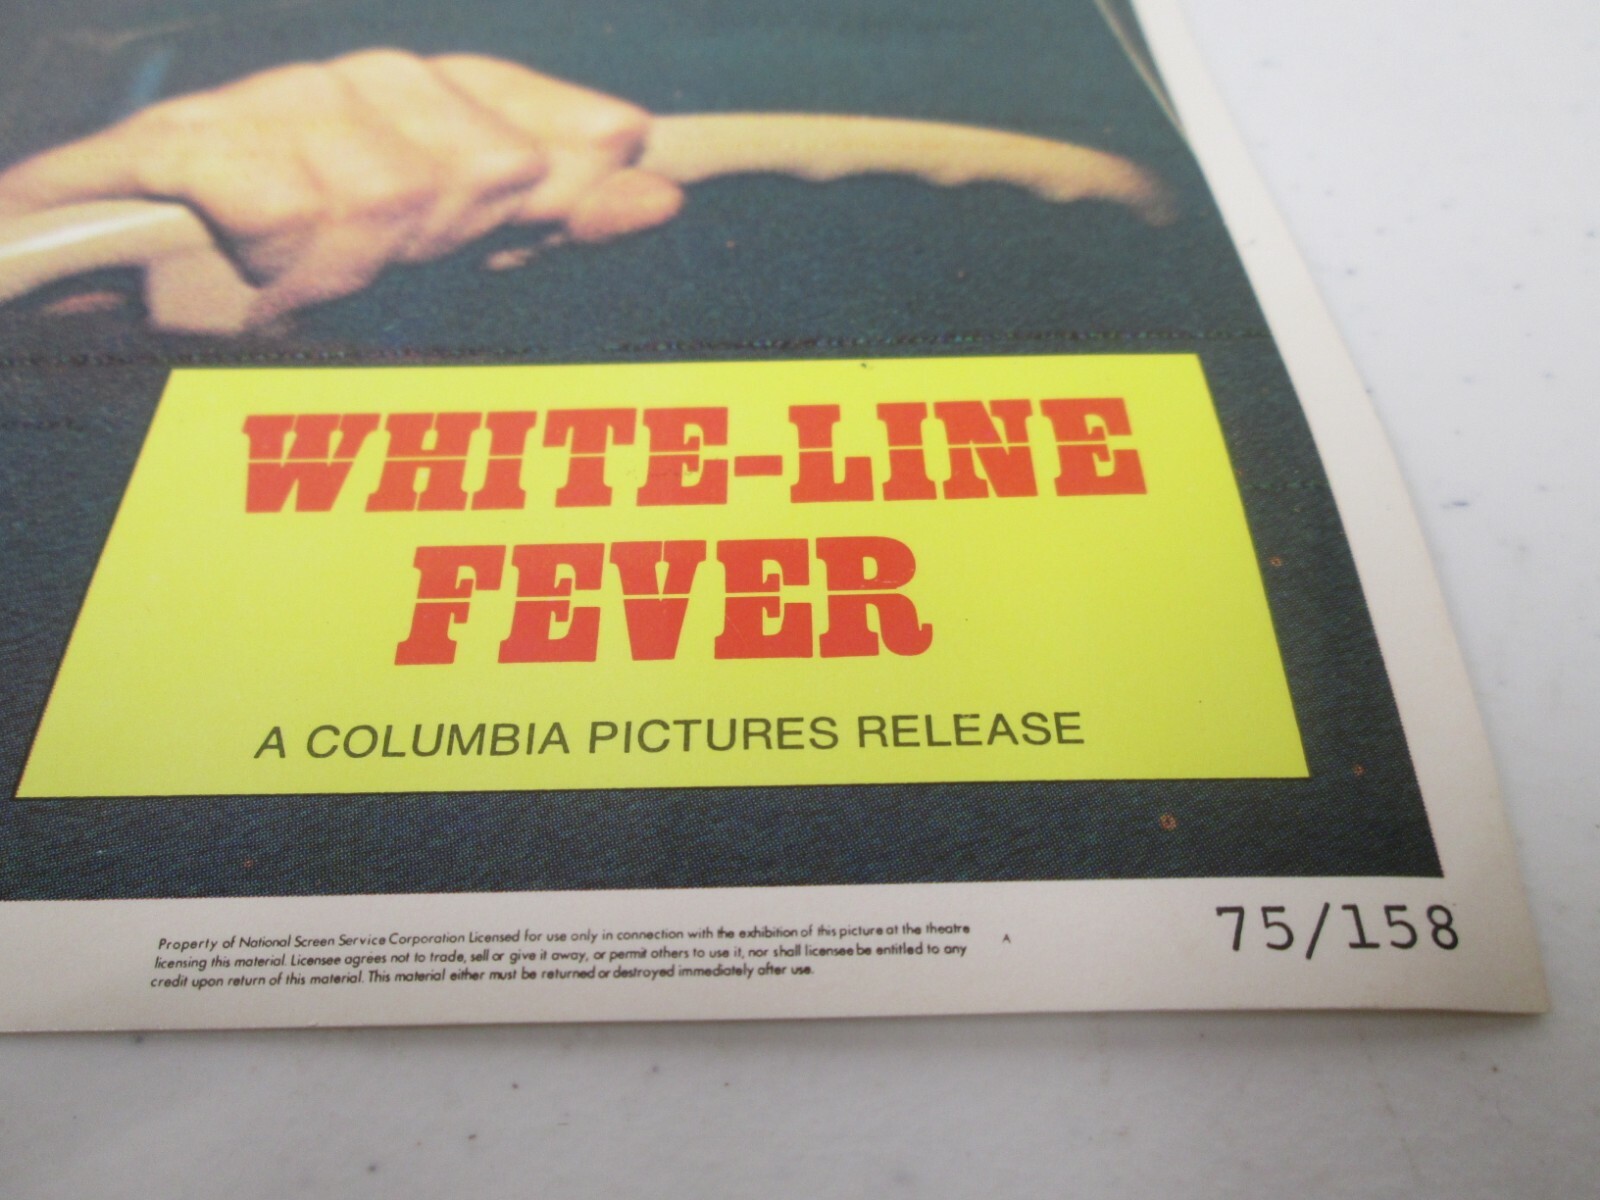 WHITE-LINE
FEVER
A COLUMBIA PICTURES RELEASE
Property of National Screen Service Corporation Licensed for use only in connection with the exhibition of this picture at the theatre
licensing this material. Licensee agrees not to trade, sell or give it away, or permit others to use it, nor shall licensee be entitled to any
credit upon return of this material. This material either must be returned or destroyed immediately after use.
A
75/158